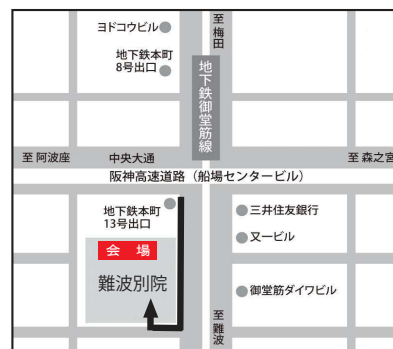 至梅田
ヨドコウビル
地下鉄本町
8号出口
地下鉄御堂筋線
至 阿波座
中央大通
至 森之宮
阪神高速道路（船場センタービル）
地下鉄本町
13号出口
三井住友銀行
又一ビル
会場
難波別院
御堂筋ダイワビル
至難波